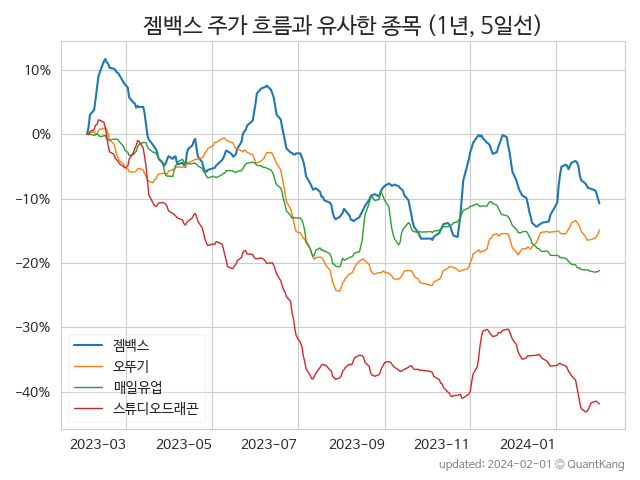 젬백스 주가 흐름과 유사한 종목 (1년, 5일선)
10%
0%
−10%
−20%
−30%
−40%
젬백스
오뚜기
매일유업
스튜디오드래곤
2023-03 2023-05 2023-07 2023-09 2023-11 2024-01
updated: 2024-02-01 © QuantKang